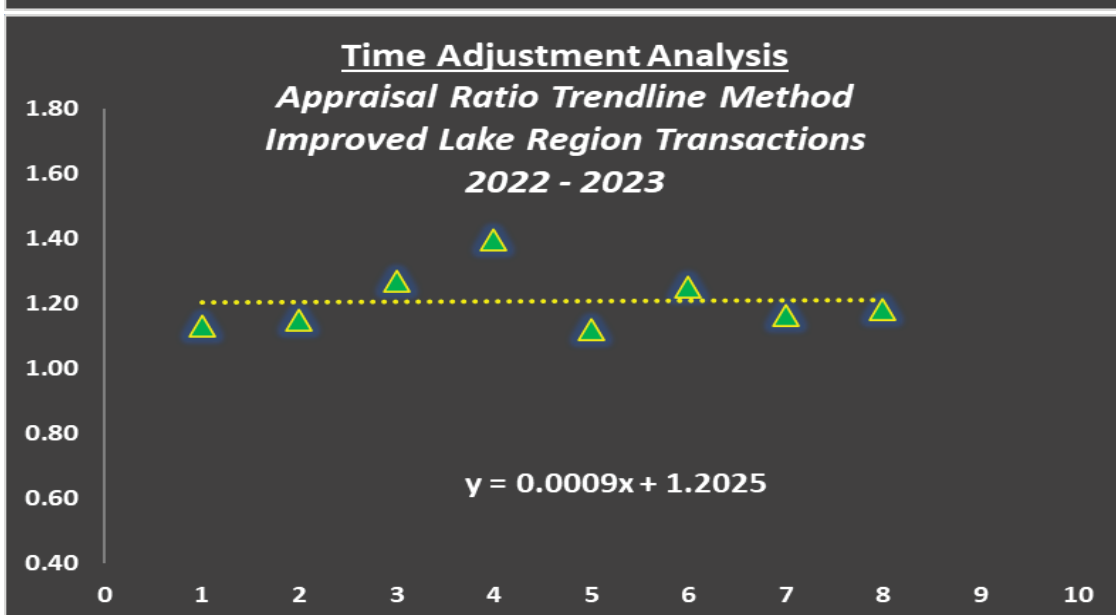 Time Adjustment Analysis
Appraisal Ratio Trendline Method
Improved Lake Region Transactions
2022 - 2023
1.80
1.60
1.40
1.20
1.00
0.80
0.60
0.40
y = 0.0009x + 1.2025
0 1 2 3 4 5 6 7 8 9 10